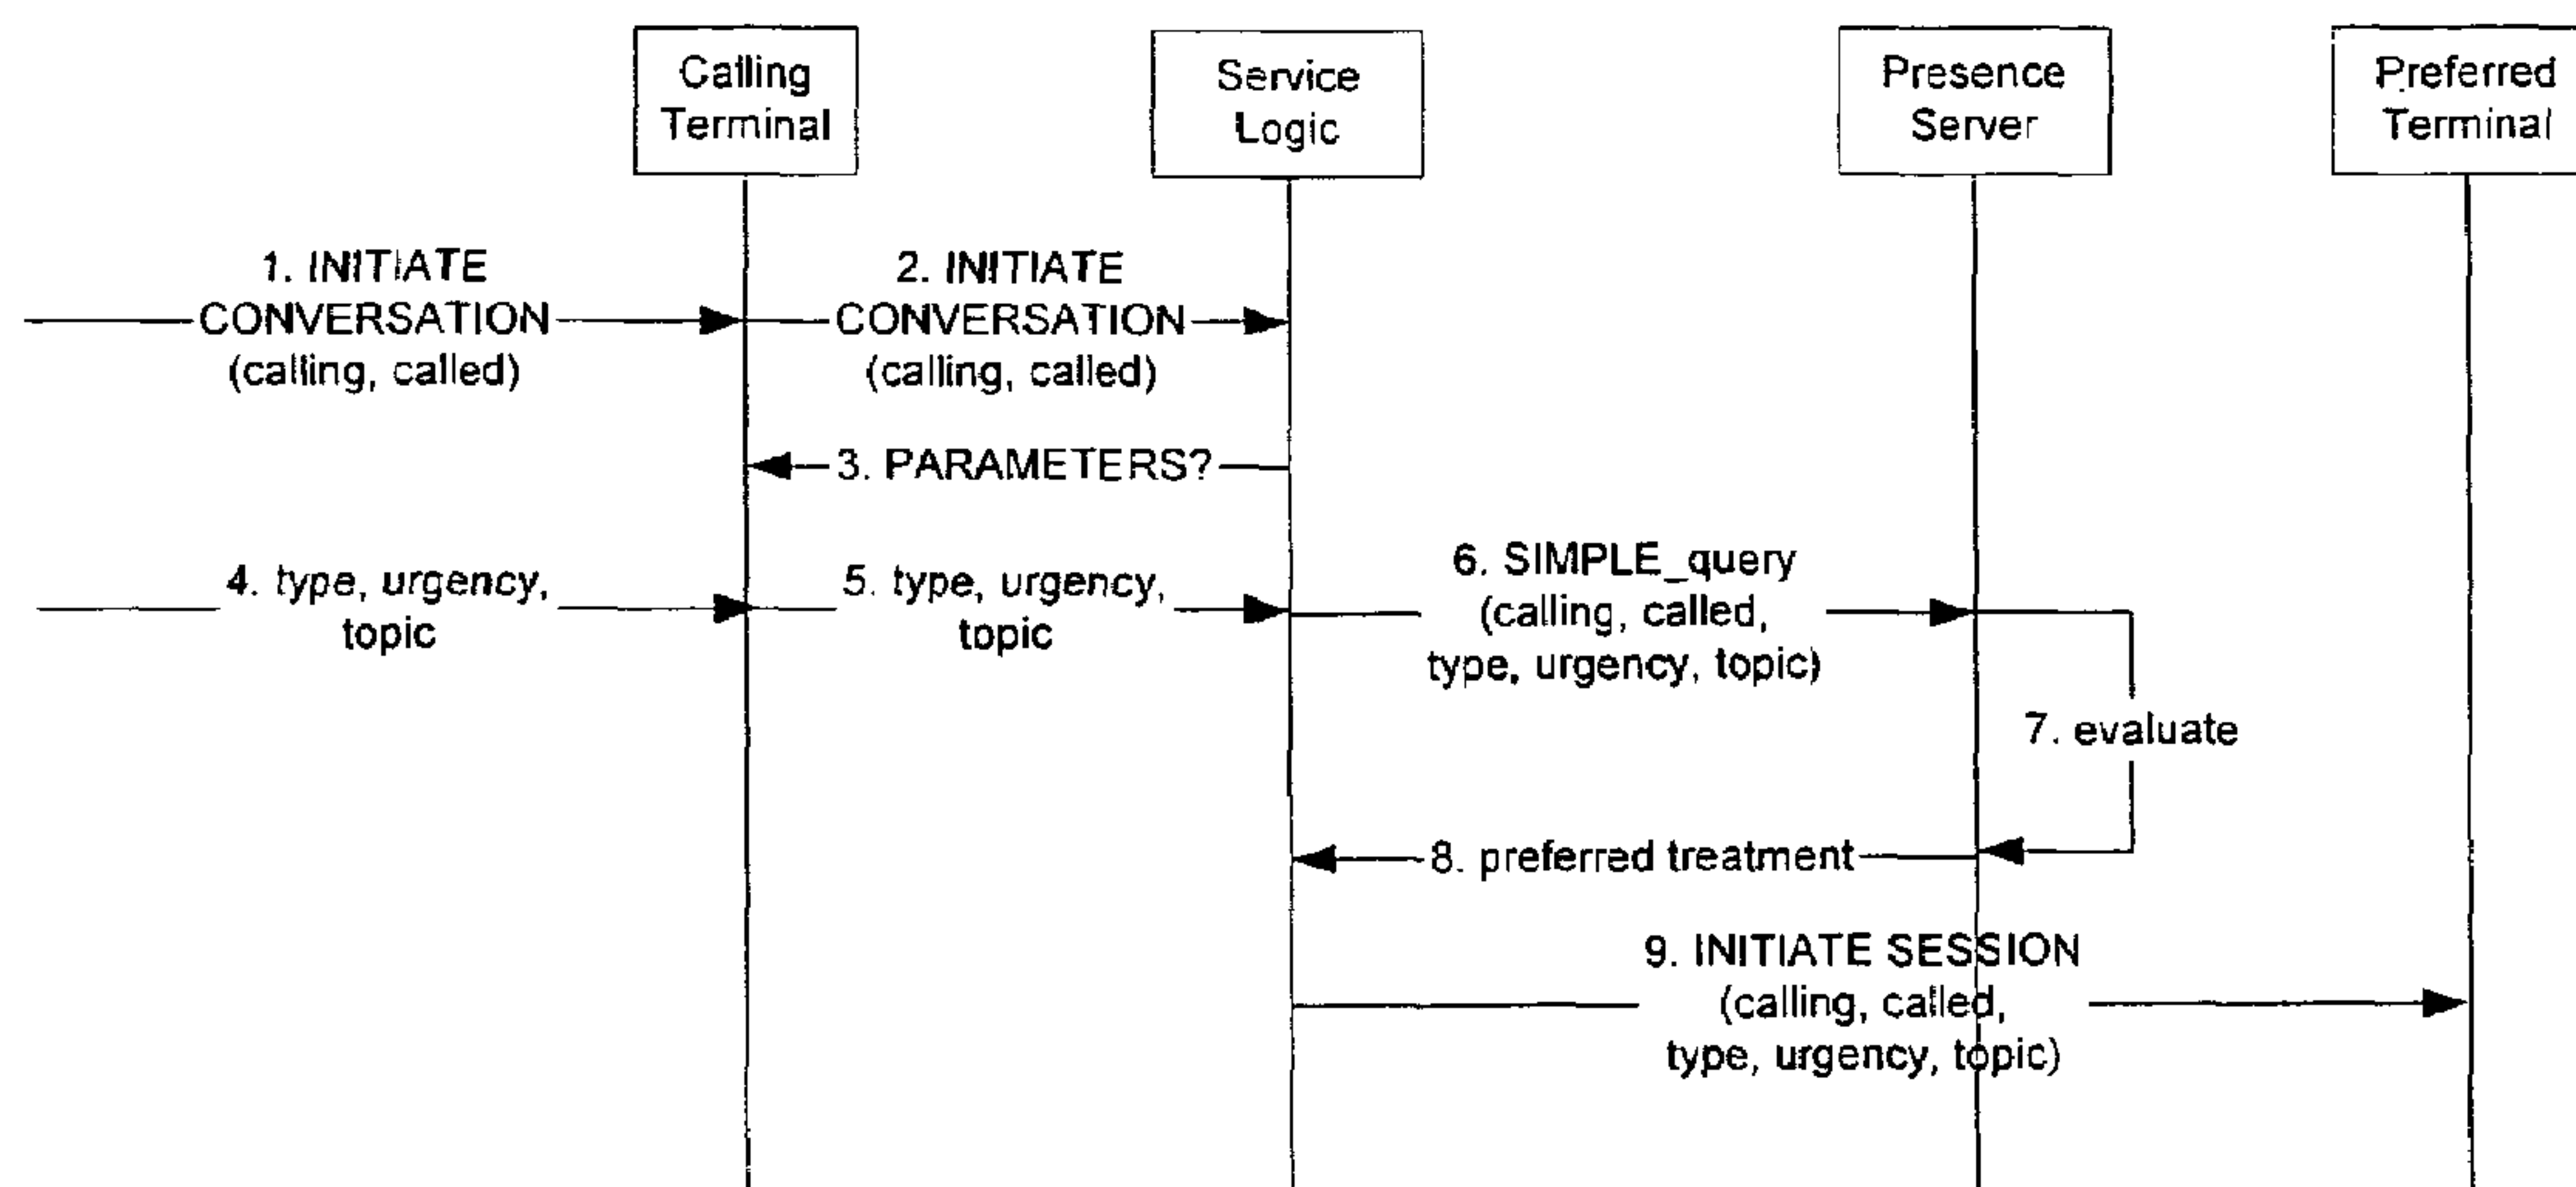 Calling
Terminal
Service
Logic
Presence
Server
Preferred
Terminal
1. INITIATE
CONVERSATION
(calling, called)
2. INITIATE
CONVERSATION
(calling, called)
3. PARAMETERS?
4. type, urgency,
topic
5. type, urgency,
topic
6. SIMPLE_query
(calling, called,
type, urgency, topic)
7. evaluate
8. preferred treatment
9. INITIATE SESSION
(calling, called,
type, urgency, topic)